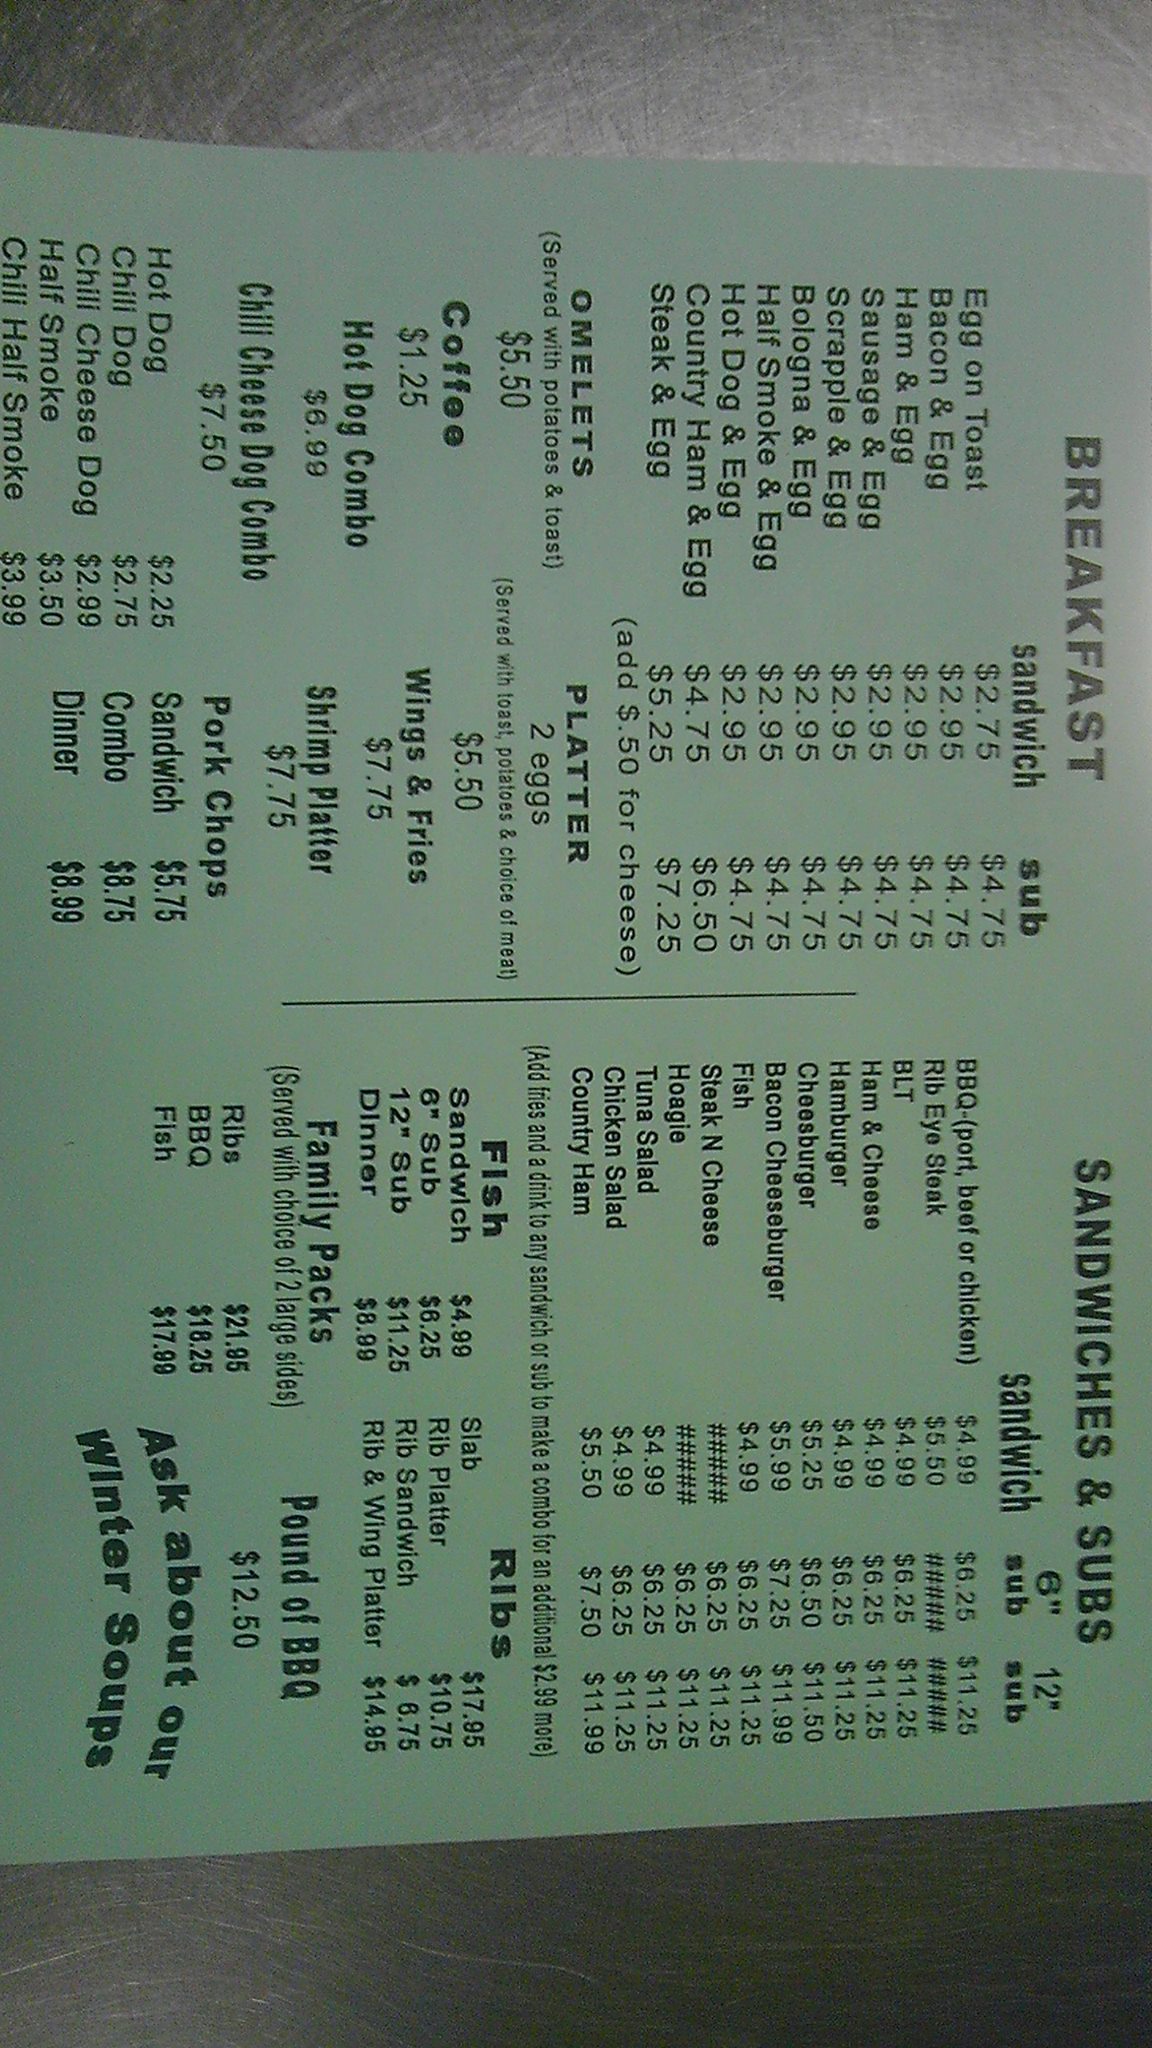 BREAKFAST
sandwich sub
Egg on Toast $2.75 $4.75
Bacon & Egg $2.95 $4.75
Ham & Egg $2.95 $4.75
Sausage & Egg $2.95 $4.75
Scrapple & Egg $2.95 $4.75
Bologna & Egg $2.95 $4.75
Half Smoke & Egg $2.95 $4.75
Hot Dog & Egg $2.95 $4.75
Country Ham & Egg $4.75 $6.50
Steak & Egg $5.25 $7.25
(add $.50 for cheese)
OMELETS
(Served with potatoes & toast)
$5.50
Coffee
$1.25
Hot Dog Combo
$6.99
Chili Cheese Dog Combo
$7.50
Hot Dog $2.25
Chili Dog $2.75
Chili Cheese Dog $2.99
Half Smoke $3.50
Chili Half Smoke $3.99
PLATTER
2 eggs
(Served with toast, potatoes & choice of meat)
$5.50
Wings & Fries
$7.75
Shrimp Platter
$7.75
Pork Chops
Sandwich $5.75
Combo $8.75
Dinner $8.99
SANDWICHES & SUBS
6" 12"
sandwich sub sub
BBQ-(port, beef or chicken) $4.99 $6.25 $11.25
Rib Eye Steak $5.50 ##### #####
BLT $4.99 $6.25 $11.25
Ham & Cheese $4.99 $6.25 $11.25
Hamburger $4.99 $6.25 $11.25
Cheesburger $5.25 $6.50 $11.50
Bacon Cheeseburger $5.99 $7.25 $11.99
Fish $4.99 $6.25 $11.25
Steak N Cheese ##### $6.25 $11.25
Hoagie ##### $6.25 $11.25
Tuna Salad $4.99 $6.25 $11.25
Chicken Salad $4.99 $6.25 $11.25
Country Ham $5.50 $7.50 $11.99
(Add fries and a drink to any sandwich or sub to make a combo for an additional $2.99 more)
Fish
Sandwich $4.99
6" Sub $6.25
12" Sub $11.25
Dinner $8.99
Ribs
Slab $17.95
Rib Platter $10.75
Rib Sandwich $ 6.75
Rib & Wing Platter $14.95
Family Packs
(Served with choice of 2 large sides)
Ribs $21.95
BBQ $18.25
Fish $17.99
Pound of BBQ
$12.50
Ask about our
Winter Soups